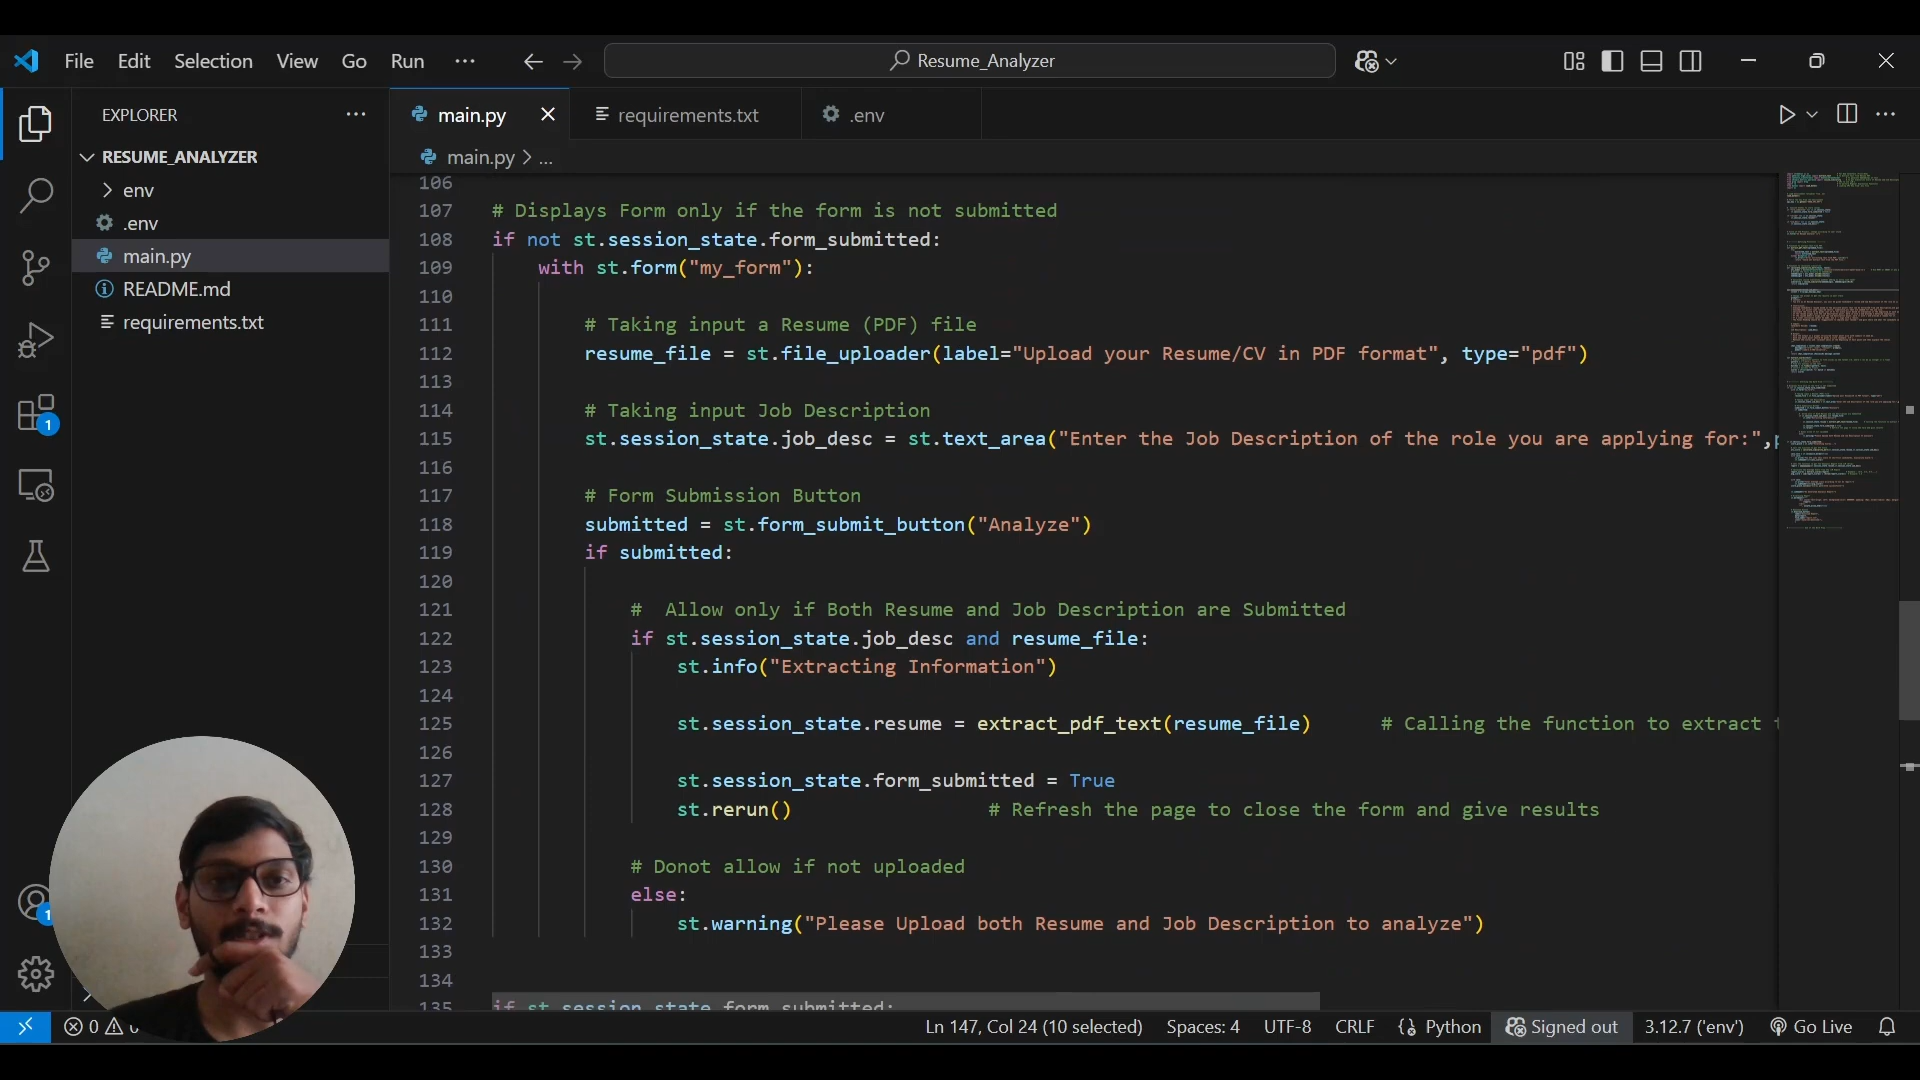 File Edit Selection View Go Run ··· Resume_Analyzer
EXPLORER ···
RESUME_ANALYZER
env
.env
main.py
README.md
requirements.txt
1
1
main.py requirements.txt .env
main.py > ...
106
107 # Displays Form only if the form is not submitted
108 if not st.session_state.form_submitted:
109 with st.form("my_form"):
110
111 # Taking input a Resume (PDF) file
112 resume_file = st.file_uploader(label="Upload your Resume/CV in PDF format", type="pdf")
113
114 # Taking input Job Description
115 st.session_state.job_desc = st.text_area("Enter the Job Description of the role you are applying for:",
116
117 # Form Submission Button
118 submitted = st.form_submit_button("Analyze")
119 if submitted:
120
121 #  Allow only if Both Resume and Job Description are Submitted
122 if st.session_state.job_desc and resume_file:
123 st.info("Extracting Information")
124
125 st.session_state.resume = extract_pdf_text(resume_file) # Calling the function to extract
126
127 st.session_state.form_submitted = True
128 st.rerun() # Refresh the page to close the form and give results
129
130 # Donot allow if not uploaded
131 else:
132 st.warning("Please Upload both Resume and Job Description to analyze")
133
134
135 if st.session_state.form_submitted:
0 Ln 147, Col 24 (10 selected) Spaces: 4 UTF-8 CRLF {} Python Signed out 3.12.7 ('env') Go Live